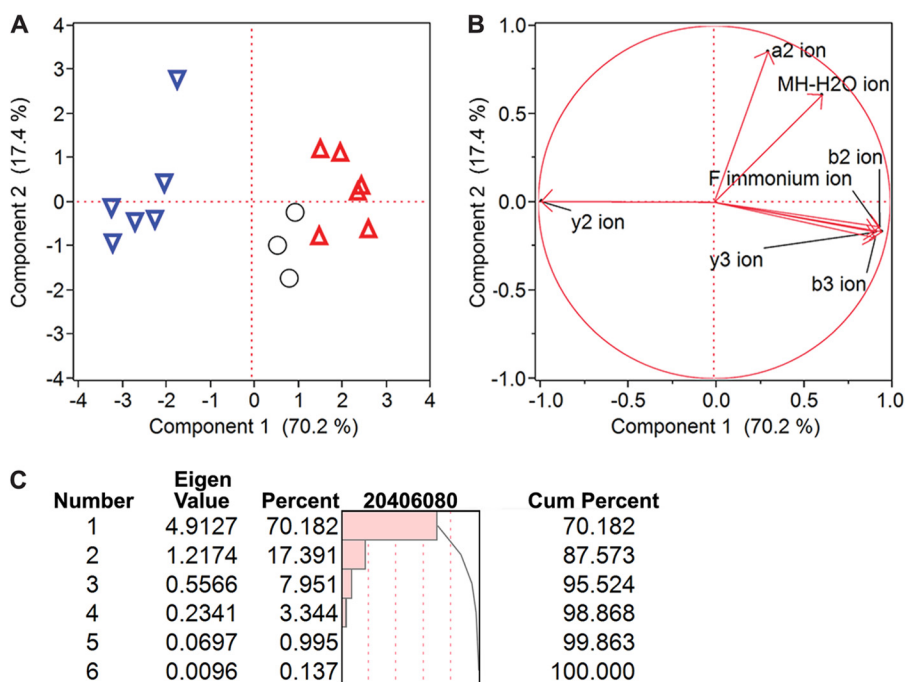 A
4
3
2
1
0
-1
-2
-3
-4
Component 2 (17.4 %)
-4 -3 -2 -1 0 1 2 3 4
Component 1 (70.2 %)
B
1.0
0.5
0.0
-0.5
-1.0
Component 2 (17.4 %)
a2 ion
MH-H2O ion
b2 ion
F immonium ion
y2 ion
y3 ion
b3 ion
-1.0 -0.5 0.0 0.5 1.0
Component 1 (70.2 %)
C
Number Eigen Value Percent 20406080 Cum Percent
1 4.9127 70.182 70.182
2 1.2174 17.391 87.573
3 0.5566 7.951 95.524
4 0.2341 3.344 98.868
5 0.0697 0.995 99.863
6 0.0096 0.137 100.000